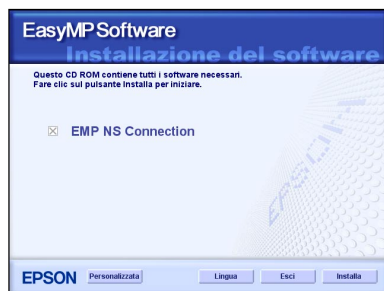 EasyMP Software
Installazione del software
Questo CD ROM contiene tutti i software necessari.
Fare clic sul pulsante Installa per iniziare.
EMP NS Connection
EPSON
EPSON
Personalizzata
Lingua
Esci
Installa